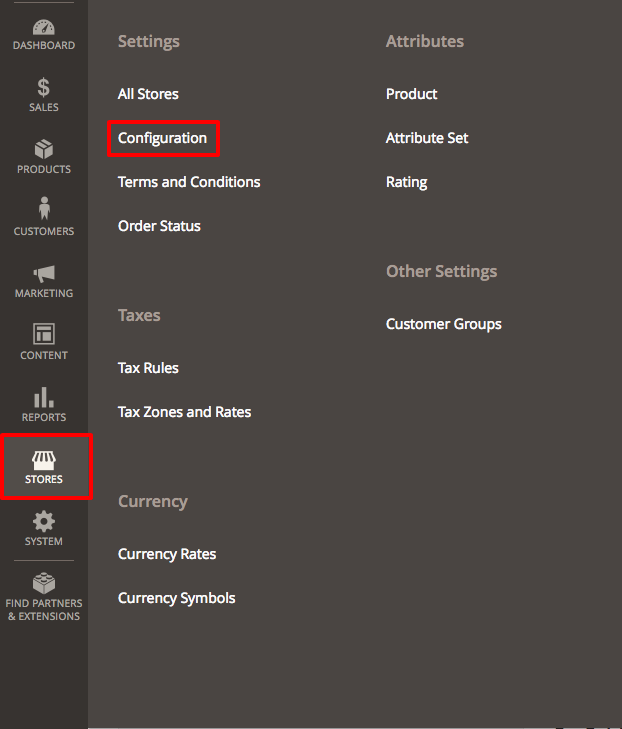 DASHBOARD
SALES
PRODUCTS
CUSTOMERS
MARKETING
CONTENT
REPORTS
STORES
SYSTEM
FIND PARTNERS
& EXTENSIONS
Settings
All Stores
Configuration
Terms and Conditions
Order Status
Taxes
Tax Rules
Tax Zones and Rates
Currency
Currency Rates
Currency Symbols
Attributes
Product
Attribute Set
Rating
Other Settings
Customer Groups